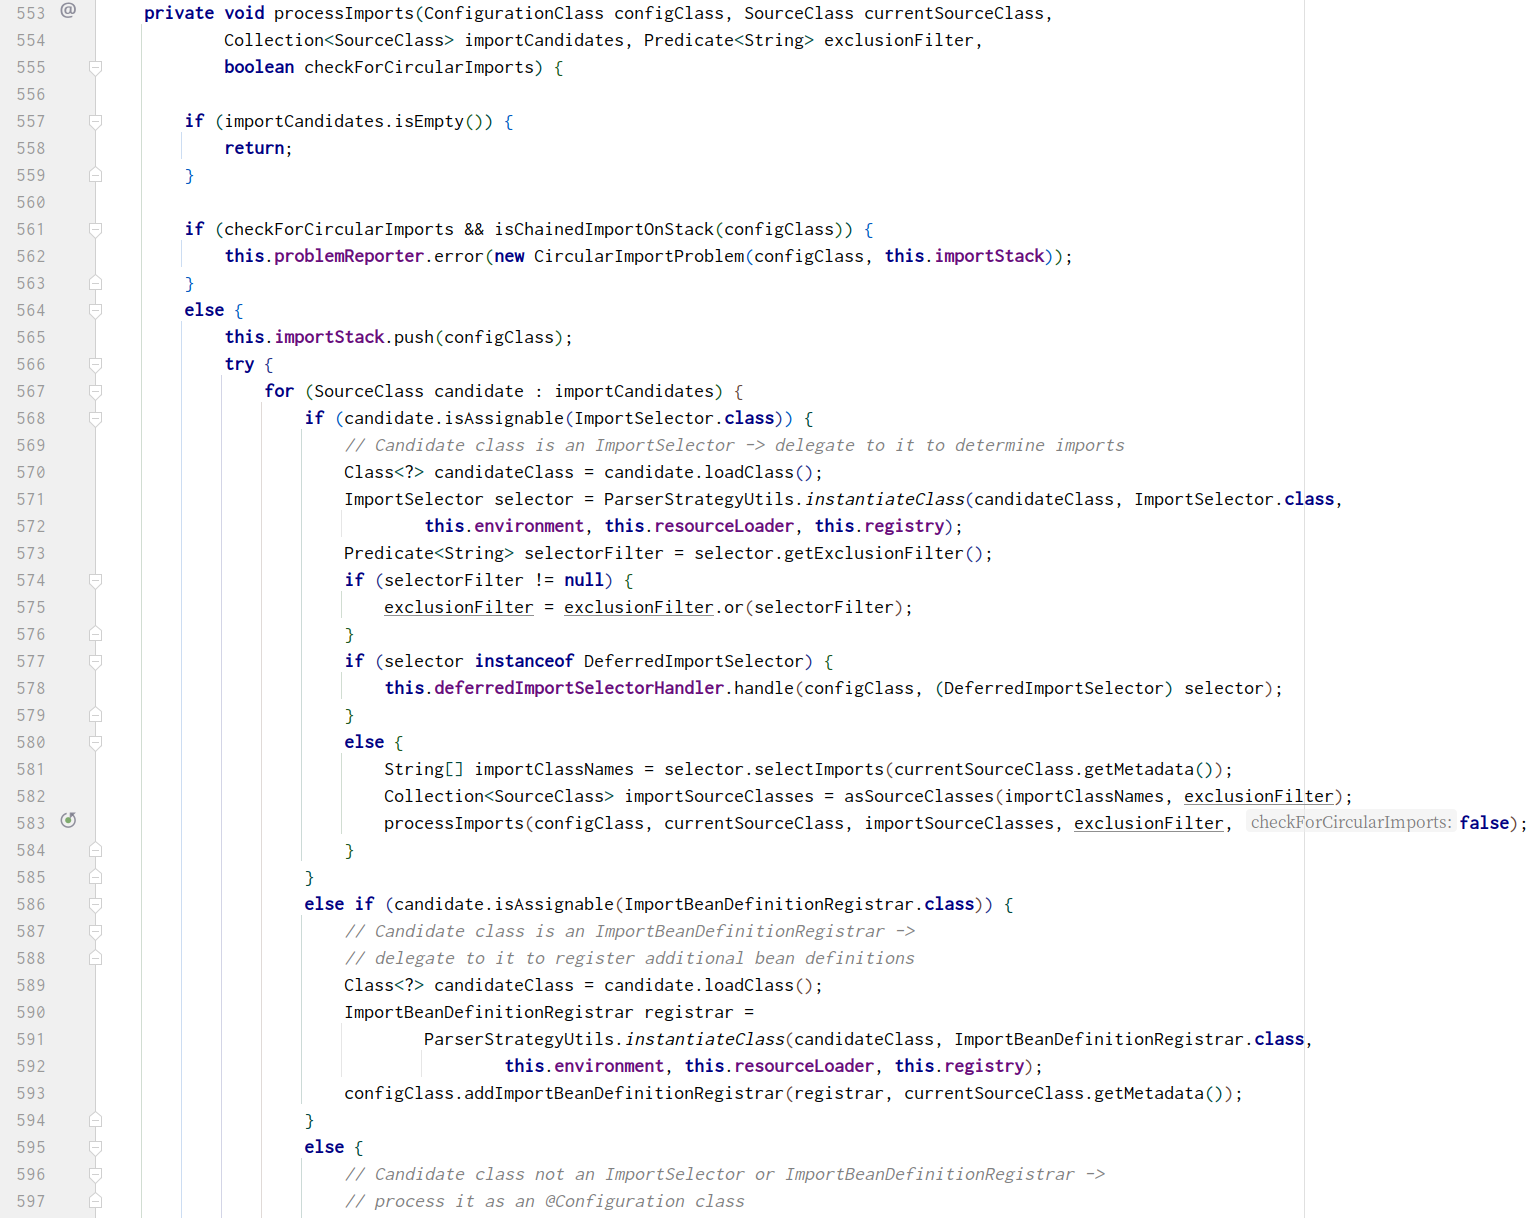 553 @ private void processImports(ConfigurationClass configClass, SourceClass currentSourceClass,
554 Collection<SourceClass> importCandidates, Predicate<String> exclusionFilter,
555 boolean checkForCircularImports) {
556
557 if (importCandidates.isEmpty()) {
558 return;
559 }
560
561 if (checkForCircularImports && isChainedImportOnStack(configClass)) {
562 this.problemReporter.error(new CircularImportProblem(configClass, this.importStack));
563 }
564 else {
565 this.importStack.push(configClass);
566 try {
567 for (SourceClass candidate : importCandidates) {
568 if (candidate.isAssignable(ImportSelector.class)) {
569 // Candidate class is an ImportSelector -> delegate to it to determine imports
570 Class<?> candidateClass = candidate.loadClass();
571 ImportSelector selector = ParserStrategyUtils.instantiateClass(candidateClass, ImportSelector.class,
572 this.environment, this.resourceLoader, this.registry);
573 Predicate<String> selectorFilter = selector.getExclusionFilter();
574 if (selectorFilter != null) {
575 exclusionFilter = exclusionFilter.or(selectorFilter);
576 }
577 if (selector instanceof DeferredImportSelector) {
578 this.deferredImportSelectorHandler.handle(configClass, (DeferredImportSelector) selector);
579 }
580 else {
581 String[] importClassNames = selector.selectImports(currentSourceClass.getMetadata());
582 Collection<SourceClass> importSourceClasses = asSourceClasses(importClassNames, exclusionFilter);
583 processImports(configClass, currentSourceClass, importSourceClasses, exclusionFilter, checkForCircularImports: false);
584 }
585 }
586 else if (candidate.isAssignable(ImportBeanDefinitionRegistrar.class)) {
587 // Candidate class is an ImportBeanDefinitionRegistrar ->
588 // delegate to it to register additional bean definitions
589 Class<?> candidateClass = candidate.loadClass();
590 ImportBeanDefinitionRegistrar registrar =
591 ParserStrategyUtils.instantiateClass(candidateClass, ImportBeanDefinitionRegistrar.class,
592 this.environment, this.resourceLoader, this.registry);
593 configClass.addImportBeanDefinitionRegistrar(registrar, currentSourceClass.getMetadata());
594 }
595 else {
596 // Candidate class not an ImportSelector or ImportBeanDefinitionRegistrar ->
597 // process it as an @Configuration class